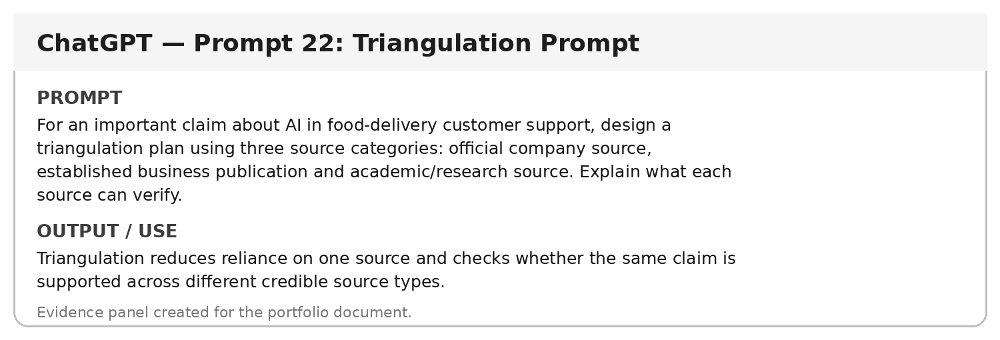 ChatGPT — Prompt 22: Triangulation Prompt
PROMPT
For an important claim about AI in food-delivery customer support, design a
triangulation plan using three source categories: official company source,
established business publication and academic/research source. Explain what each
source can verify.
OUTPUT / USE
Triangulation reduces reliance on one source and checks whether the same claim is
supported across different credible source types.
Evidence panel created for the portfolio document.